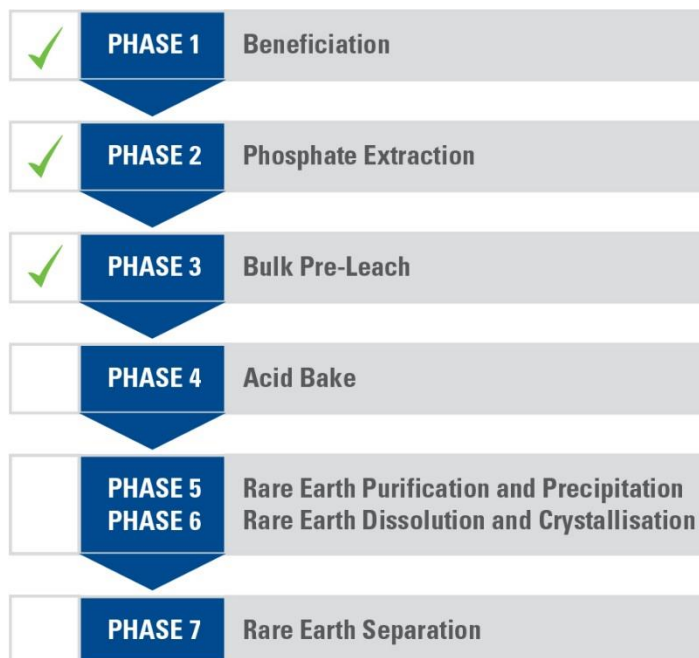 PHASE 1 Beneficiation
PHASE 2 Phosphate Extraction
PHASE 3 Bulk Pre-Leach
PHASE 4 Acid Bake
PHASE 5 Rare Earth Purification and Precipitation
PHASE 6 Rare Earth Dissolution and Crystallisation
PHASE 7 Rare Earth Separation